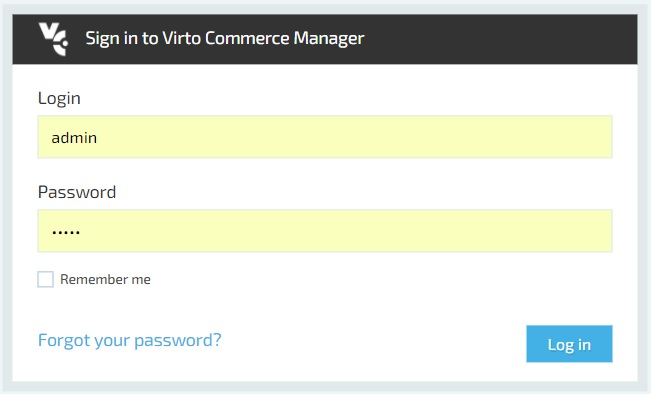 Sign in to Virto Commerce Manager
Login
admin
Password
•••••
Remember me
Forgot your password?
Log in